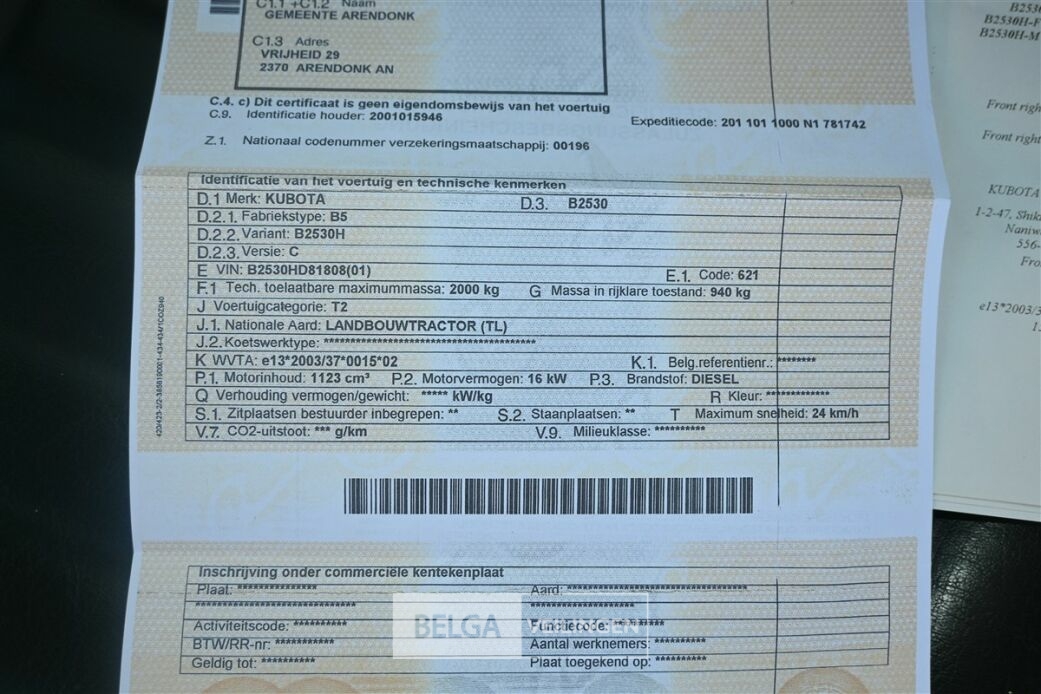 C1.1 +C1.2 Naam
GEMEENTE ARENDONK
C1.3 Adres
VRIJHEID 29
2370 ARENDONK AN
C.4. c) Dit certificaat is geen eigendomsbewijs van het voertuig
C.9. Identificatie houder: 2001015946
Expeditiecode: 201 101 1000 N1 781742
Z.1. Nationaal codenummer verzekeringsmaatschappij: 00196
Identificatie van het voertuig en technische kenmerken
D.1 Merk: KUBOTA D.3. B2530
D.2.1. Fabriekstype: B5
D.2.2. Variant: B2530H
D.2.3. Versie: C
E VIN: B2530HD81808(01) E.1. Code: 621
F.1 Tech. toelaatbare maximummassa: 2000 kg G Massa in rijklare toestand: 940 kg
J Voertuigcategorie: T2
J.1. Nationale Aard: LANDBOUWTRACTOR (TL)
J.2. Koetswerktype: **************************************
K WVTA: e13*2003/37*0015*02 K.1. Belg.referentienr.: ********
P.1. Motorinhoud: 1123 cm³ P.2. Motorvermogen: 16 kW P.3. Brandstof: DIESEL
Q Verhouding vermogen/gewicht: ***** kW/kg R Kleur: *************
S.1. Zitplaatsen bestuurder inbegrepen: ** S.2. Staanplaatsen: ** T Maximum snelheid: 24 km/h
V.7. CO2-uitstoot: *** g/km V.9. Milieuklasse: **********
Inschrijving onder commerciële kentekenplaat
Plaat: *************** Aard: **********************************
****************************** ********************
Activiteitscode: ********** Functiecode: **********
BTW/RR-nr: *********** Aantal werknemers: **********
Geldig tot: ********** Plaat toegekend op: **********
BELGA VEILINGEN
B2530H-F
B2530H-M
Front righ
Front right
KUBOTA
1-2-47, Shik
Naniw
556-
Fro
e13*2003/3